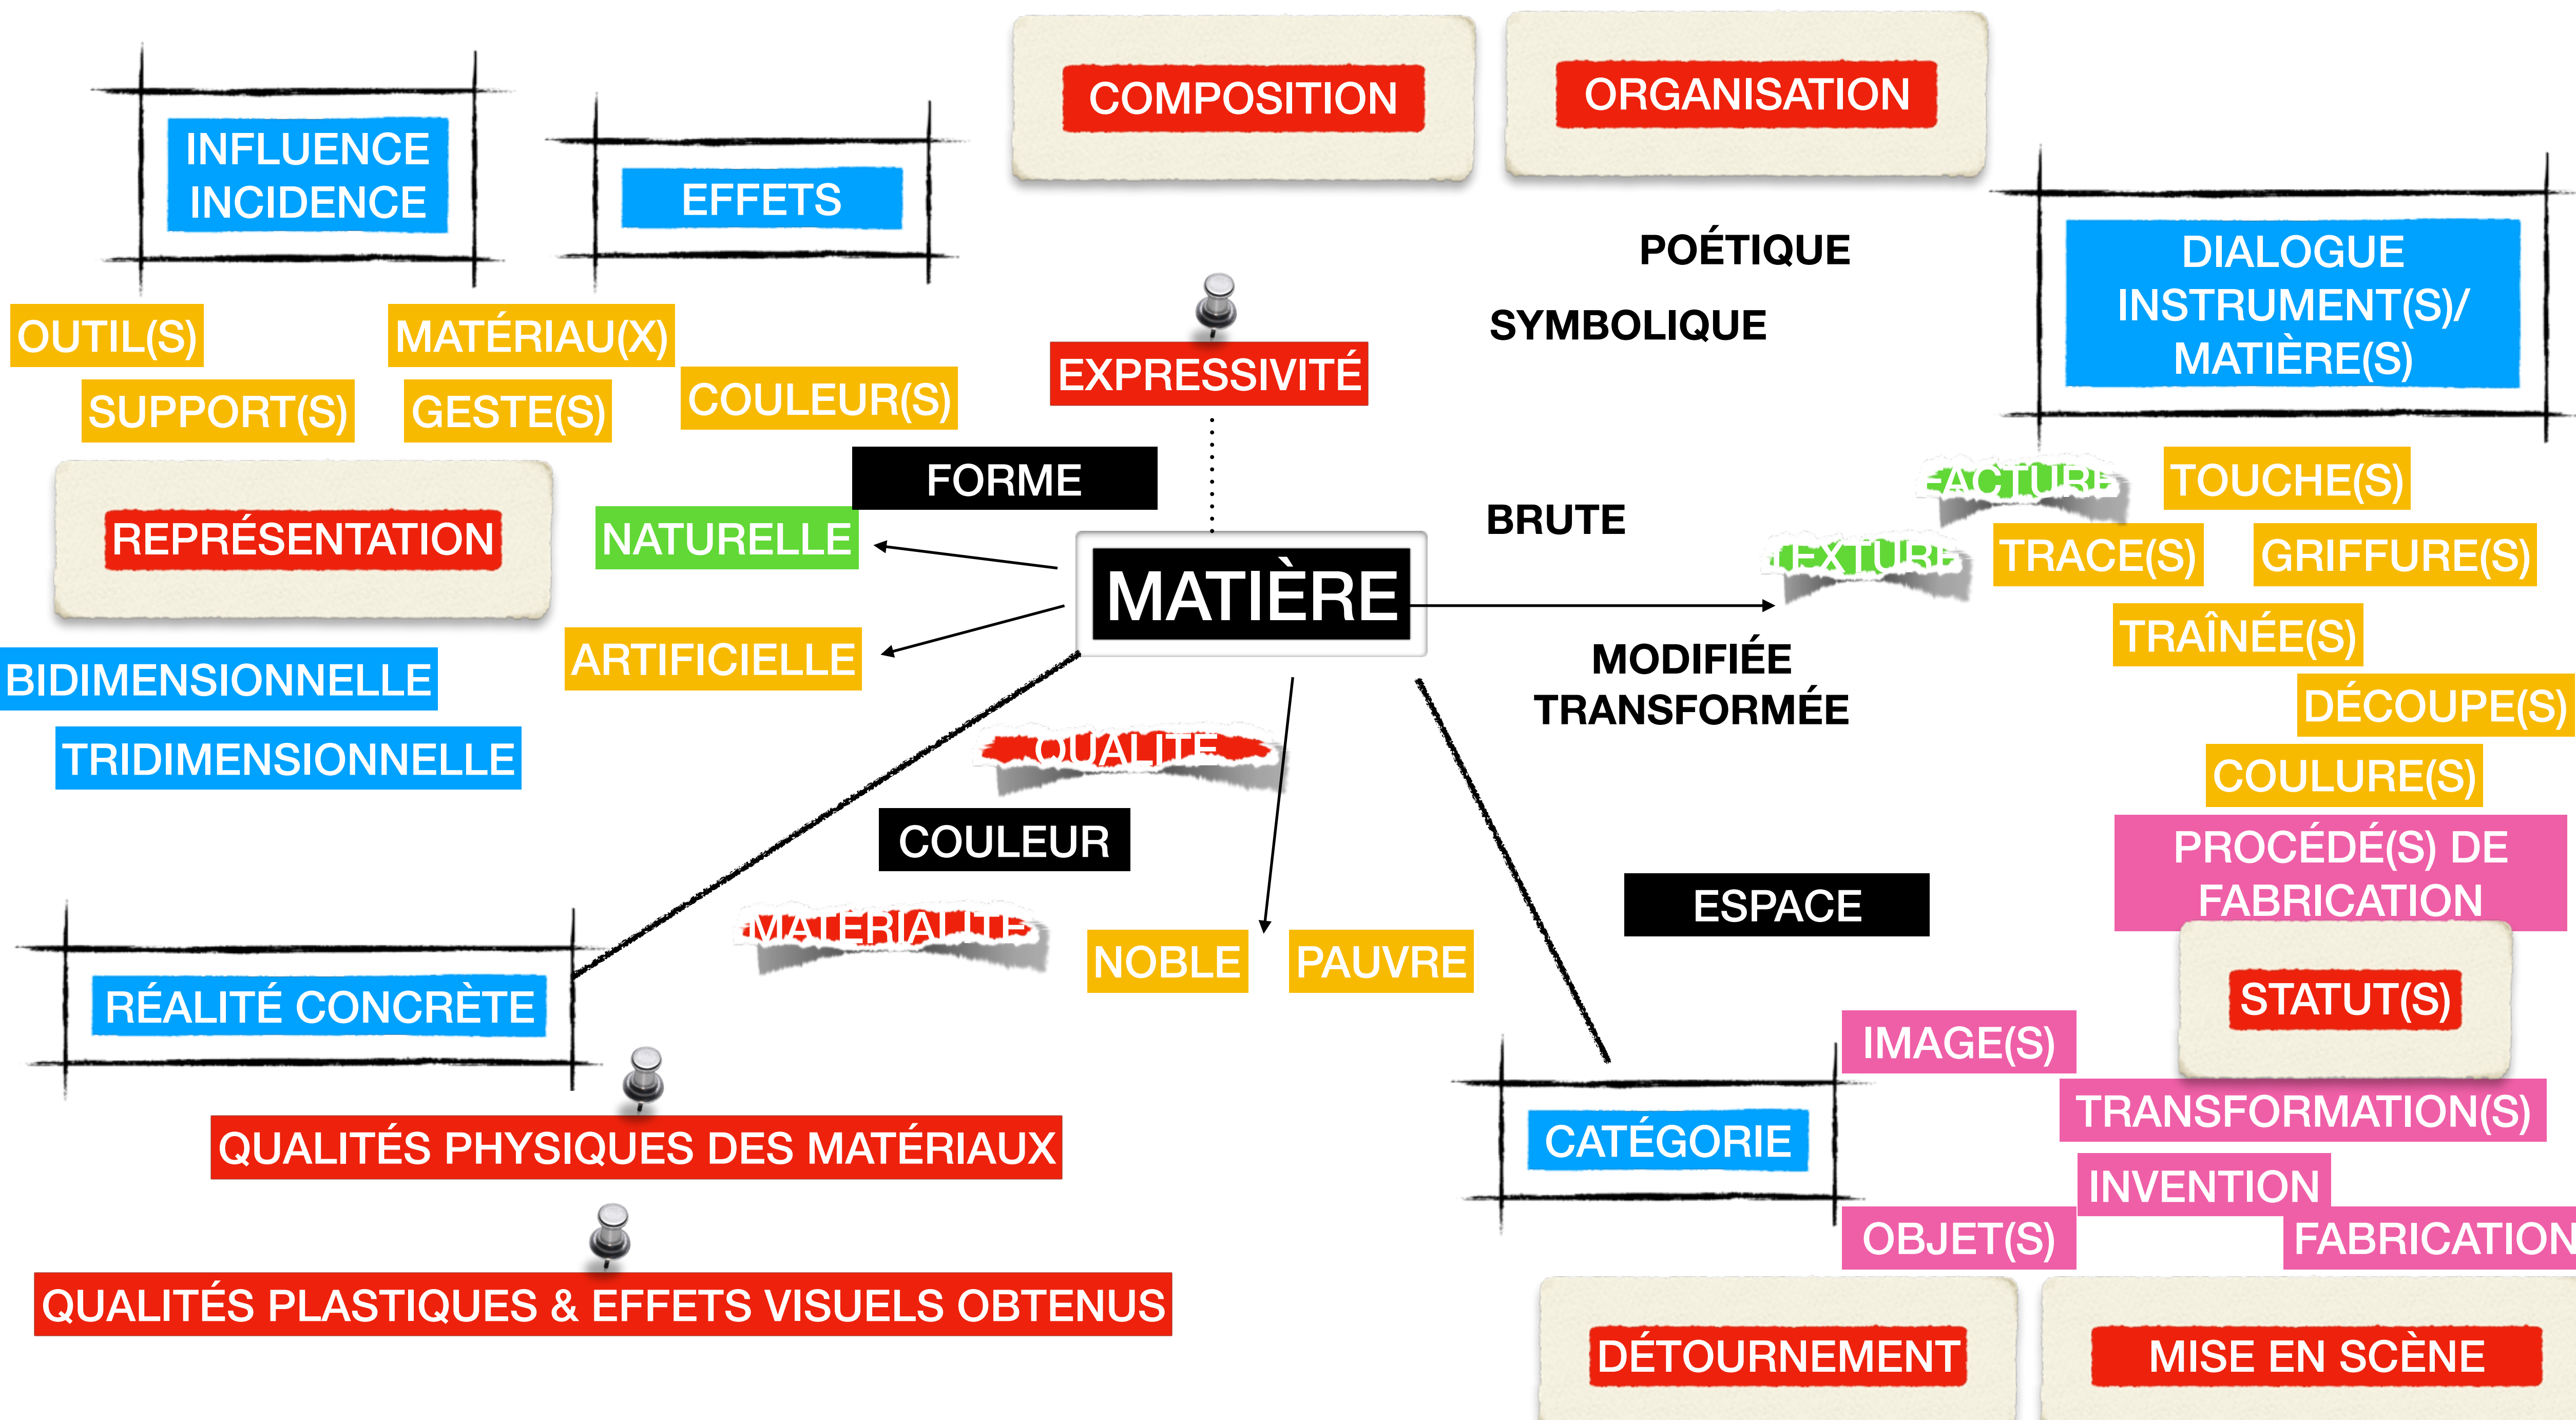 COMPOSITION
ORGANISATION
INFLUENCE
INCIDENCE
EFFETS
POÉTIQUE
SYMBOLIQUE
DIALOGUE
INSTRUMENT(S)/
MATIÈRE(S)
OUTIL(S)
MATÉRIAU(X)
SUPPORT(S)
GESTE(S)
COULEUR(S)
EXPRESSIVITÉ
FORME
REPRÉSENTATION
NATURELLE
ARTIFICIELLE
BIDIMENSIONNELLE
TRIDIMENSIONNELLE
MATIÈRE
BRUTE
MODIFIÉE
TRANSFORMÉE
FACTURE
TEXTURE
TOUCHE(S)
TRACE(S)
GRIFFURE(S)
TRAÎNÉE(S)
DÉCOUPE(S)
COULURE(S)
PROCÉDÉ(S) DE
FABRICATION
QUALITÉ
COULEUR
MATÉRIALITÉ
NOBLE
PAUVRE
ESPACE
STATUT(S)
RÉALITÉ CONCRÈTE
IMAGE(S)
TRANSFORMATION(S)
CATÉGORIE
INVENTION
OBJET(S)
FABRICATION
QUALITÉS PHYSIQUES DES MATÉRIAUX
QUALITÉS PLASTIQUES & EFFETS VISUELS OBTENUS
DÉTOURNEMENT
MISE EN SCÈNE